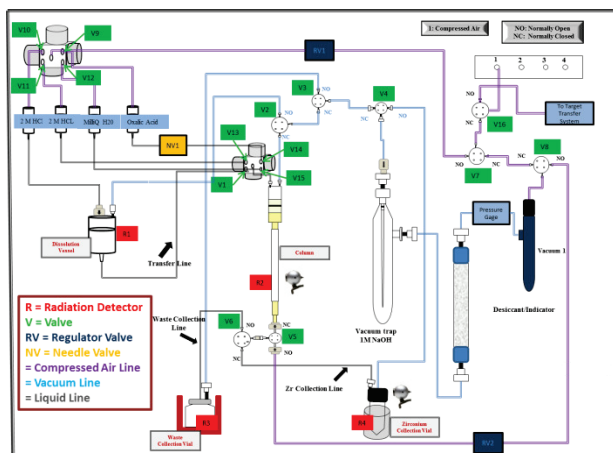 V10
V9
1: Compressed Air
NO: Normally Open
NC: Normally Closed
RV1
V3
V4
1 2 3 4
NO
V11
V12
V2
NO
NC
NO
NO
NC
To Target
Transfer
System
2 M HCl
2 M HCL
MilliQ H20
Oxalic Acid
NO
NC
V16
V8
NV1
V13
V14
NC
NC
NC
NO
V7
NO
V1
V15
Pressure
Gage
R1
Dissolution
Vessel
Transfer Line
Column
Vacuum 1
R2
Desiccant/Indicator
R = Radiation Detector
V = Valve
RV = Regulator Valve
NV = Needle Valve
= Compressed Air Line
= Vacuum Line
= Liquid Line
Waste Collection
Line
V6
NO
NC
V5
NC
NO
Vacuum trap
1M NaOH
Zr Collection Line
R3
R4
Zirconium
Collection Vial
RV2
Waste
Collection Vial